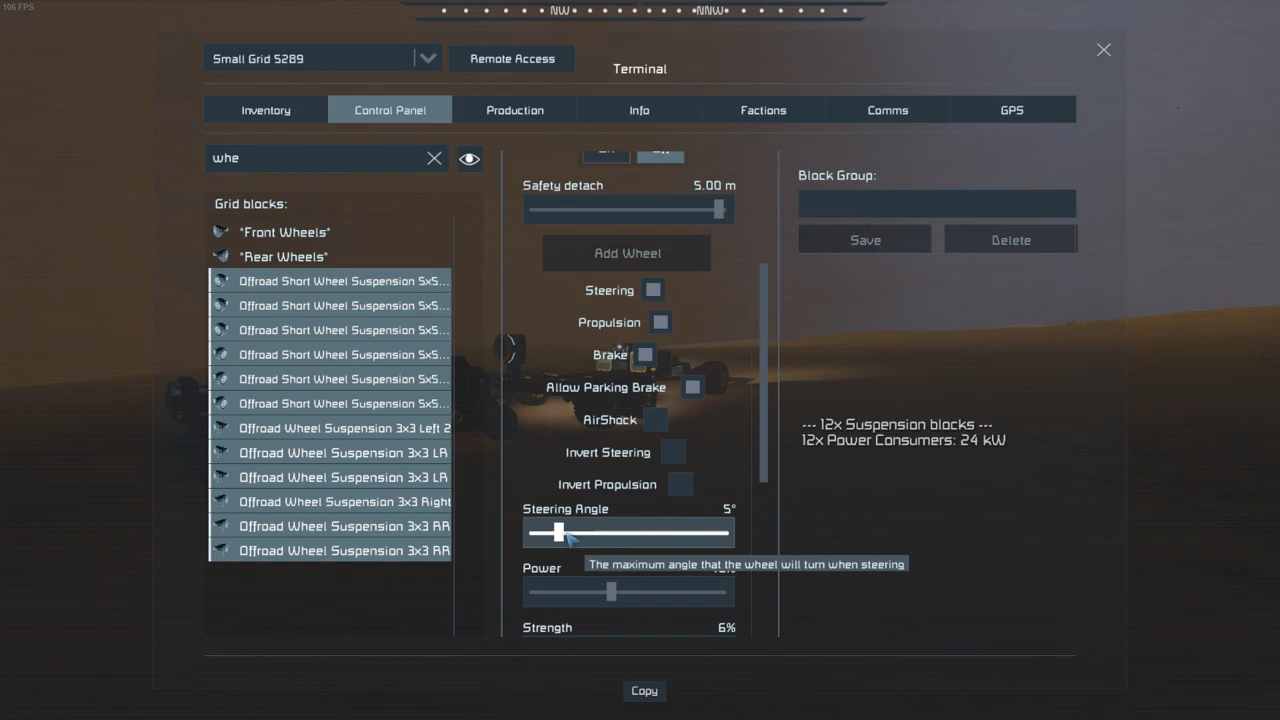 106 FPS
NW
NNW
Small Grid 5289
Remote Access
Terminal
Inventory
Control Panel
Production
Info
Factions
Comms
GPS
whe
Grid blocks:
*Front Wheels*
*Rear Wheels*
Offroad Short Wheel Suspension 5x5...
Offroad Short Wheel Suspension 5x5...
Offroad Short Wheel Suspension 5x5...
Offroad Short Wheel Suspension 5x5...
Offroad Short Wheel Suspension 5x5...
Offroad Short Wheel Suspension 5x5...
Offroad Wheel Suspension 3x3 Left 2
Offroad Wheel Suspension 3x3 LR
Offroad Wheel Suspension 3x3 LR
Offroad Wheel Suspension 3x3 Right
Offroad Wheel Suspension 3x3 RR
Offroad Wheel Suspension 3x3 RR
Safety detach 5.00 m
Add Wheel
Steering
Propulsion
Brake
Allow Parking Brake
AirShock
Invert Steering
Invert Propulsion
Steering Angle 5°
The maximum angle that the wheel will turn when steering
Power
Strength 6%
Block Group:
Save
Delete
--- 12x Suspension blocks ---
12x Power Consumers: 24 kW
Copy